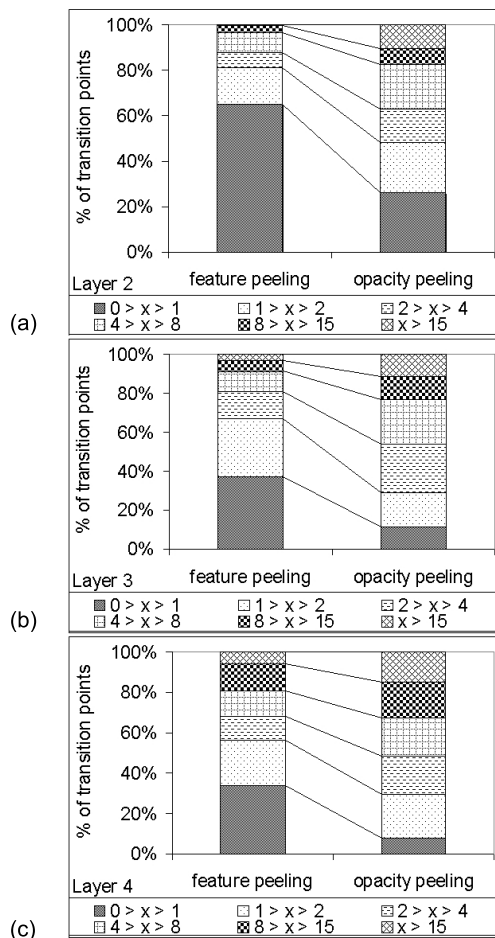 100%
80%
60%
40%
20%
0%
% of transition points
feature peeling opacity peeling
Layer 2
0 > x > 1 1 > x > 2 2 > x > 4
4 > x > 8 8 > x > 15 x > 15
(a)
100%
80%
60%
40%
20%
0%
% of transition points
feature peeling opacity peeling
Layer 3
0 > x > 1 1 > x > 2 2 > x > 4
4 > x > 8 8 > x > 15 x > 15
(b)
100%
80%
60%
40%
20%
0%
% of transition points
feature peeling opacity peeling
Layer 4
0 > x > 1 1 > x > 2 2 > x > 4
4 > x > 8 8 > x > 15 x > 15
(c)